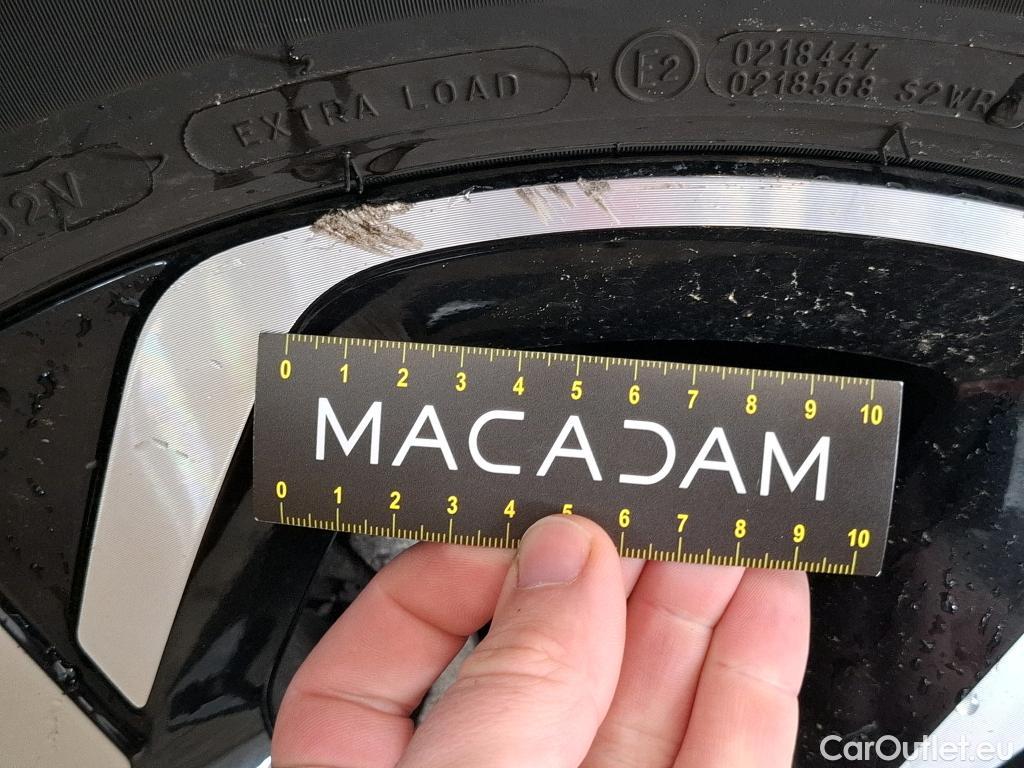 EXTRA LOAD
E2
0218447
0218568 S2WR
02V
0 1 2 3 4 5 6 7 8 9 10
MACADAM
0 1 2 3 4 5 6 7 8 9 10
CarOutlet.eu